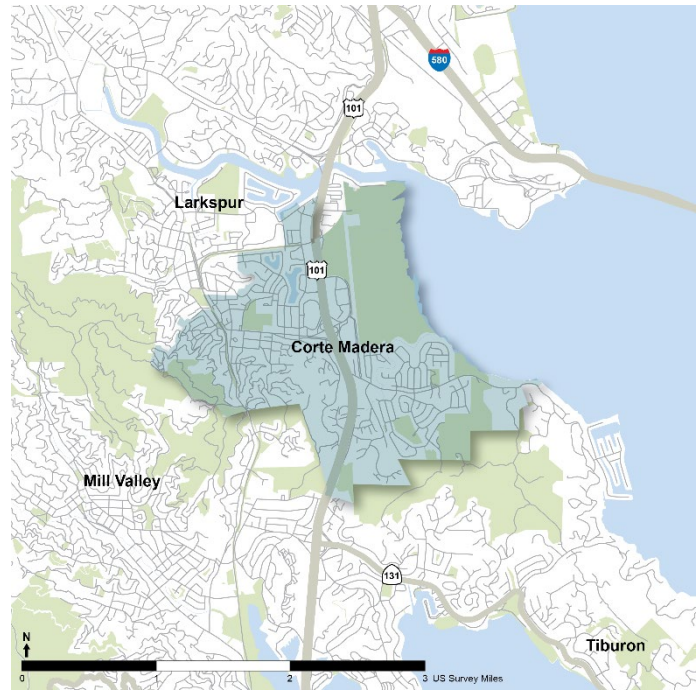 580
101
Larkspur
101
Corte Madera
Mill Valley
131
N
Tiburon
0 1 2 3 US Survey Miles